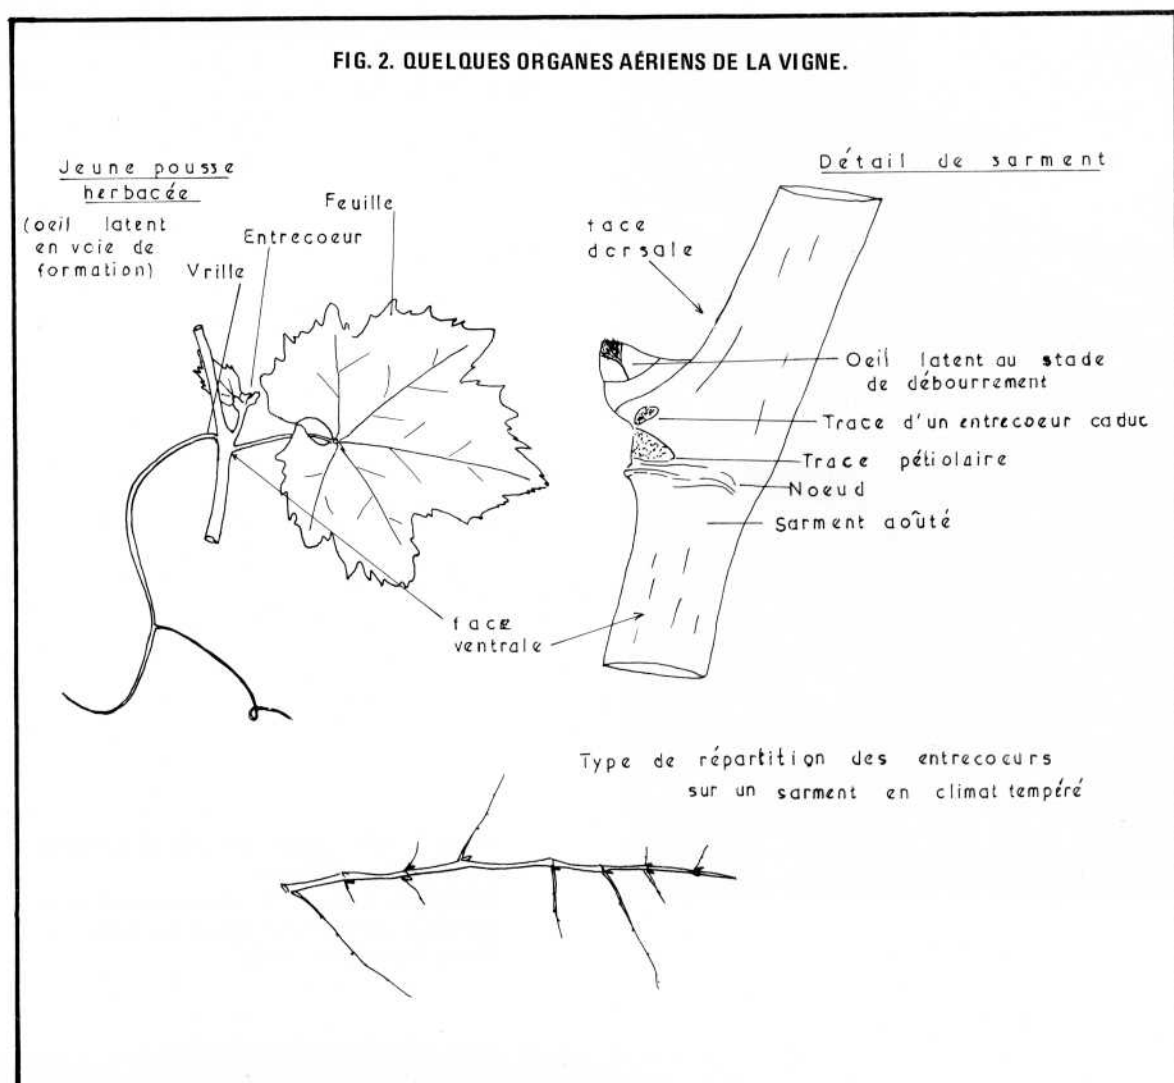 FIG. 2. QUELQUES ORGANES AÉRIENS DE LA VIGNE.
Jeune pousse
herbacée
(oeil latent
en voie de
formation)
Vrille
Entrecoeur
Feuille
face
ventrale
Détail de sarment
face
dorsale
Oeil latent au stade
de débourrement
Trace d'un entrecoeur caduc
Trace pétiolaire
Noeud
Sarment aoûté
Type de répartition des entrecoeurs
sur un sarment en climat tempéré